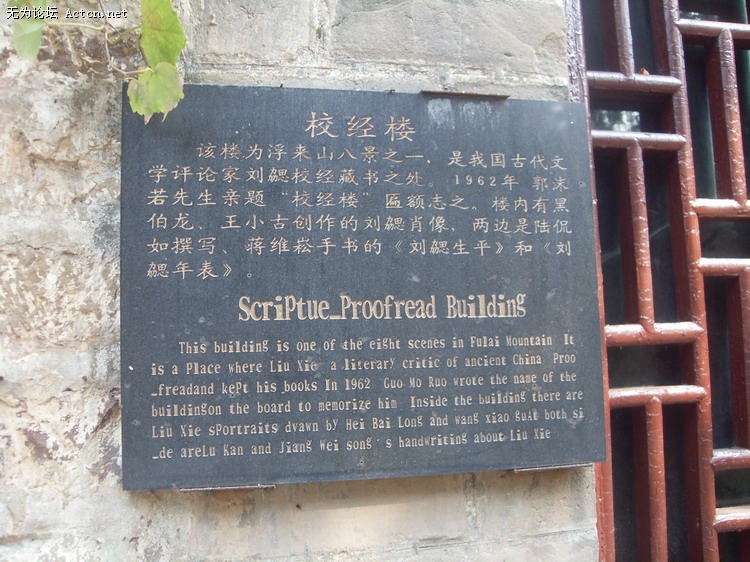 无为论坛 Actcn.net
校经楼
该楼为浮来山八景之一，是我国古代文
学评论家刘勰校经藏书之处。1962年 郭沫
若先生亲题“校经楼”匾额志之。楼内有黑
伯龙、王小古创作的刘勰肖像，两边是陆侃
如撰写、蒋维崧手书的《刘勰生平》和《刘
勰年表》。
ScriPtue_Proofread Building
This building is one of the eight scenes in Fulai Mountain It
is a Place where Liu Xie a literary critic of ancient China Proo
_freadand kePt his books In 1962 Guo Mo Ruo wrote the name of the
buildingon the board to memorize him Inside the building there are
Liu Xie sPortraits dvawn by Hei Bai Long and wang xiao guAt both si
_de areLu Kan and Jiang Wei song's handwriting about Liu Xie